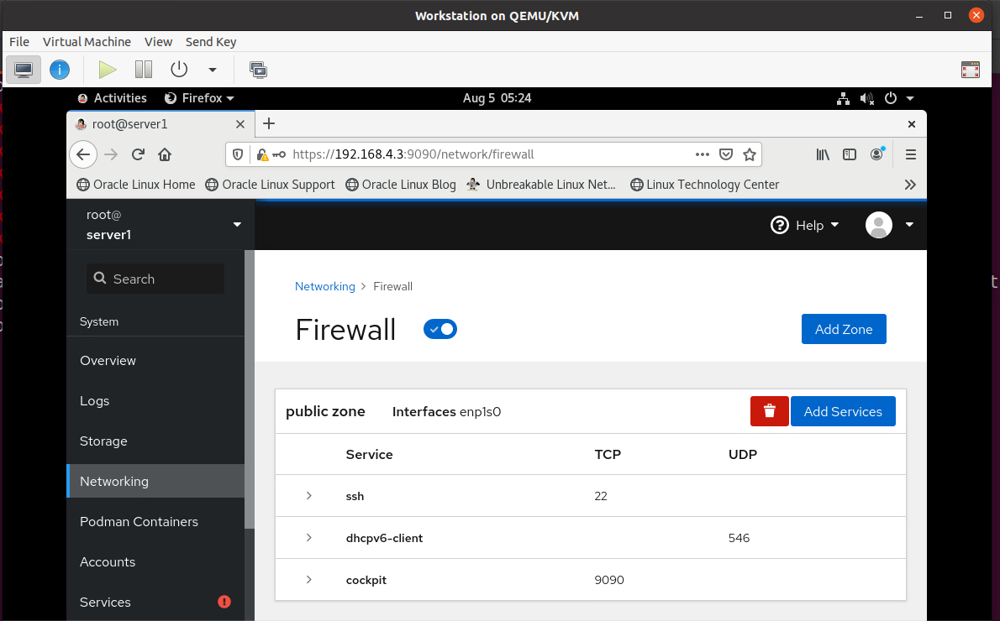 Workstation on QEMU/KVM
File Virtual Machine View Send Key
Activities Firefox Aug 5 05:24
root@server1
https://192.168.4.3:9090/network/firewall
Oracle Linux Home Oracle Linux Support Oracle Linux Blog Unbreakable Linux Net... Linux Technology Center
root@
server1
Help
Search
System
Overview
Logs
Storage
Networking
Podman Containers
Accounts
Services
Networking > Firewall
Firewall
Add Zone
public zone Interfaces enp1s0 Add Services
Service TCP UDP
ssh 22
dhcpv6-client 546
cockpit 9090